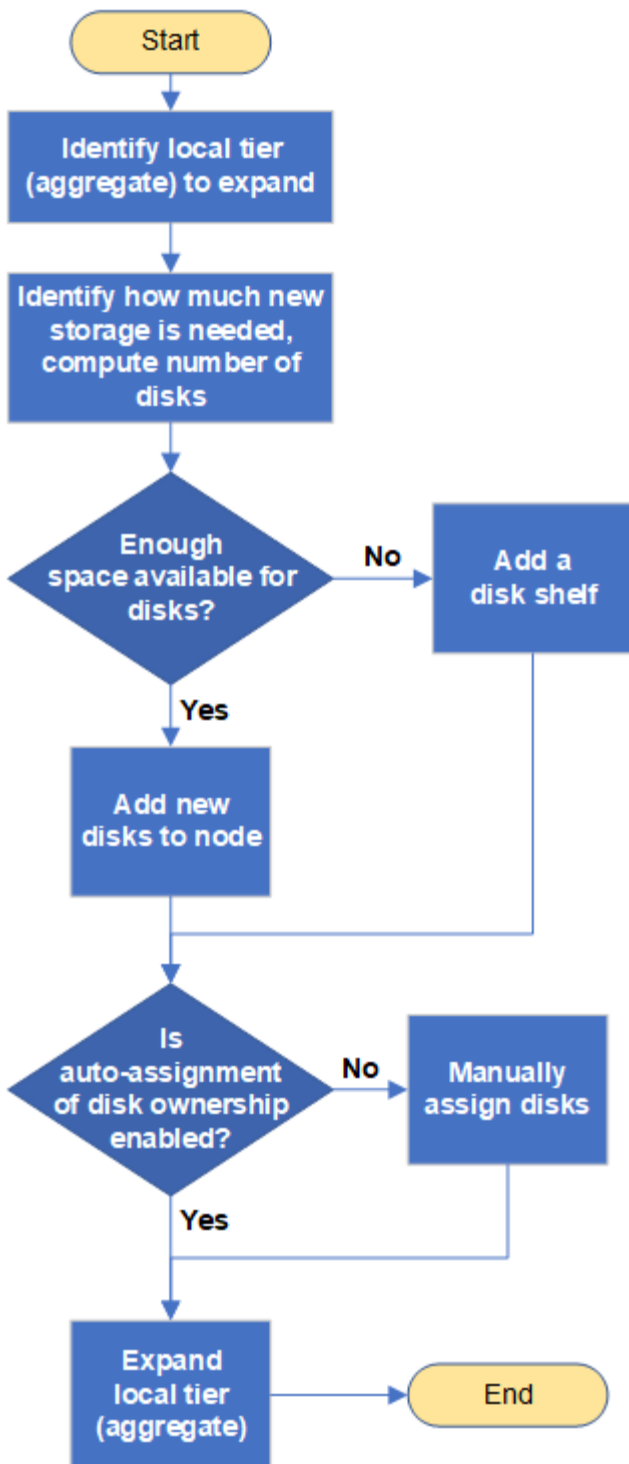 Start
Identify local tier
(aggregate) to expand
Identify how much new
storage is needed,
compute number of
disks
Enough
space available for
disks?
No
Add a
disk shelf
Yes
Add new
disks to node
Is
auto-assignment
of disk ownership
enabled?
No
Manually
assign disks
Yes
Expand
local tier
(aggregate)
End